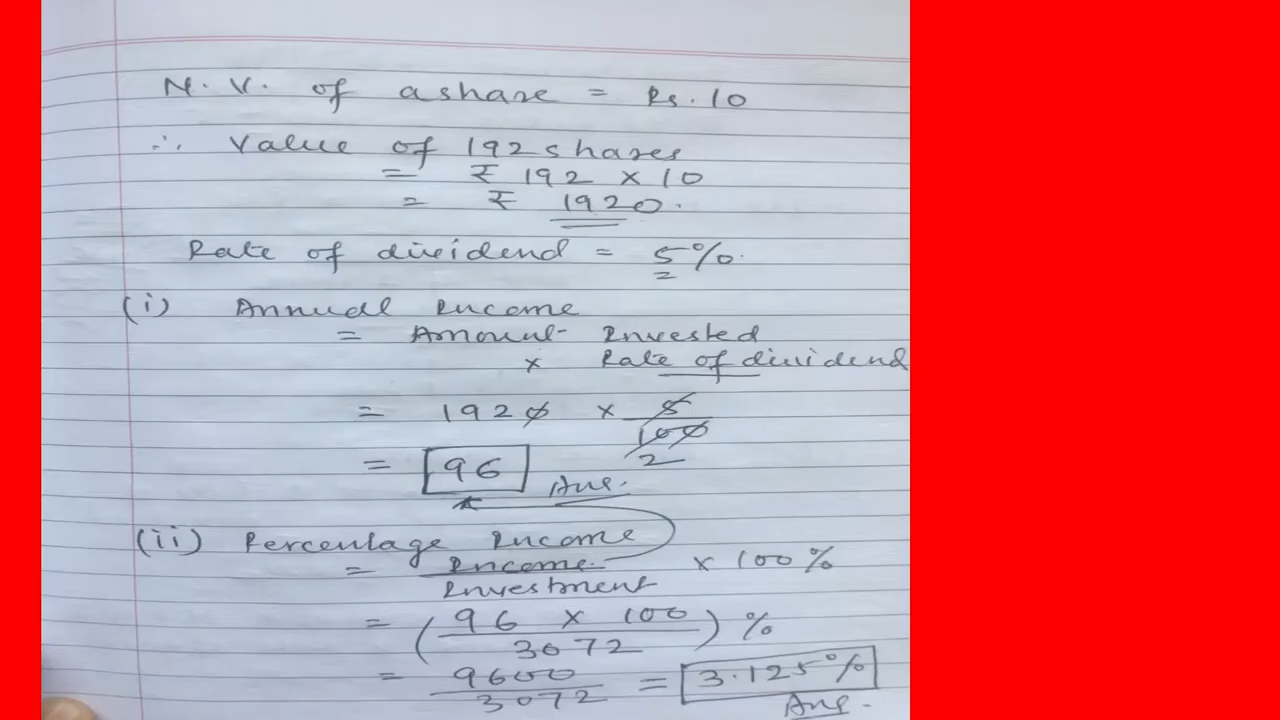 N.V. of a share = Rs. 10
∴ Value of 192 shares
= ₹ 192 × 10
= ₹ 1920.
Rate of dividend = 5%.
(i) Annual Income
= Amount Invested
× Rate of dividend
= 1920 × 5/100
2
= 96 Ans.
(ii) Percentage Income
= Income/Investment × 100%
= (96 × 100/3072) %
= 9600/3072 = 3.125% Ans.